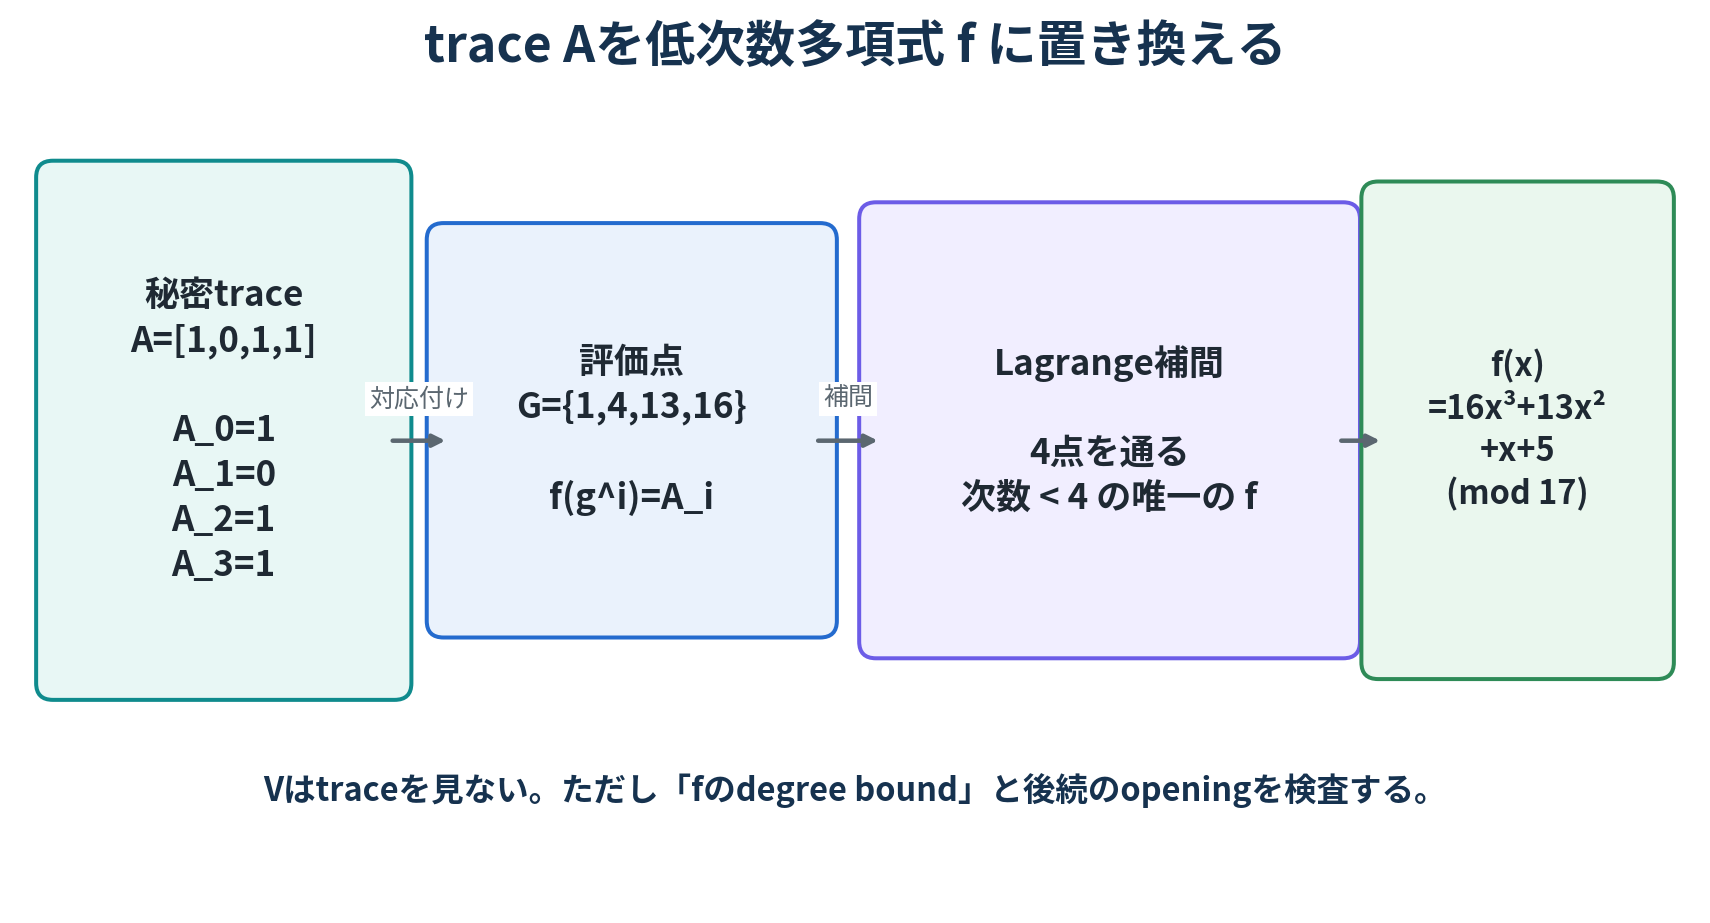 trace Aを低次数多項式 f に置き換える
秘密trace
A=[1,0,1,1]
A_0=1
A_1=0
A_2=1
A_3=1
対応付け
評価点
G={1,4,13,16}
f(g^i)=A_i
補間
Lagrange補間
4点を通る
次数 < 4 の唯一の f
f(x)
=16x³+13x²
+x+5
(mod 17)
Vはtraceを見ない。ただし「fのdegree bound」と後続のopeningを検査する。